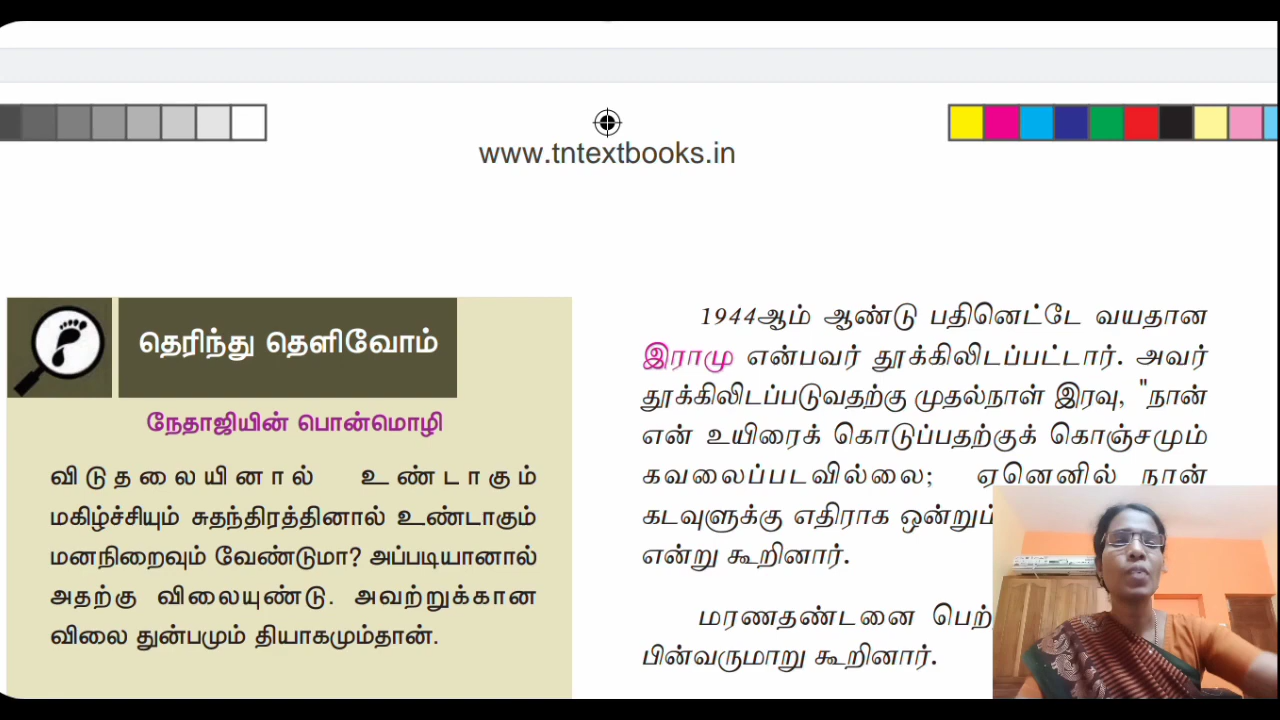 www.tntextbooks.in
தெரிந்து தெளிவோம்
நேதாஜியின் பொன்மொழி
விடுதலையினால் உண்டாகும்
மகிழ்ச்சியும் சுதந்திரத்தினால் உண்டாகும்
மனநிறைவும் வேண்டுமா? அப்படியானால்
அதற்கு விலையுண்டு. அவற்றுக்கான
விலை துன்பமும் தியாகமும்தான்.
1944ஆம் ஆண்டு பதினெட்டே வயதான
இராமு என்பவர் தூக்கிலிடப்பட்டார். அவர்
தூக்கிலிடப்படுவதற்கு முதல்நாள் இரவு, "நான்
என் உயிரைக் கொடுப்பதற்குக் கொஞ்சமும்
கவலைப்படவில்லை; ஏனெனில் நான்
கடவுளுக்கு எதிராக
என்று கூறினார்.
மரணதண்டனை
பின்வருமாறு கூறினார்.